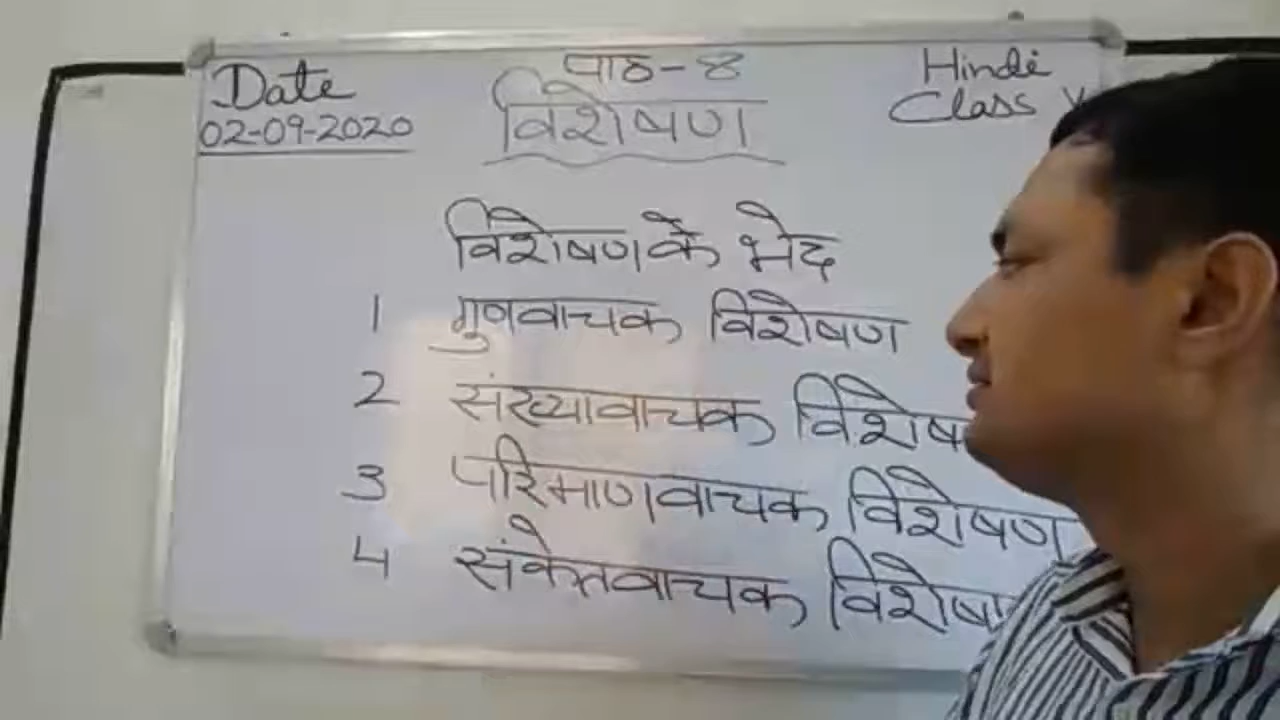 Date
02-09-2020
पाठ-8
विशेषण
Hindi
Class
विशेषण के भेद
1 गुणवाचक विशेषण
2 संख्यावाचक विशेष
3 परिमाणवाचक विशेषण
4 संकेतवाचक विशेष